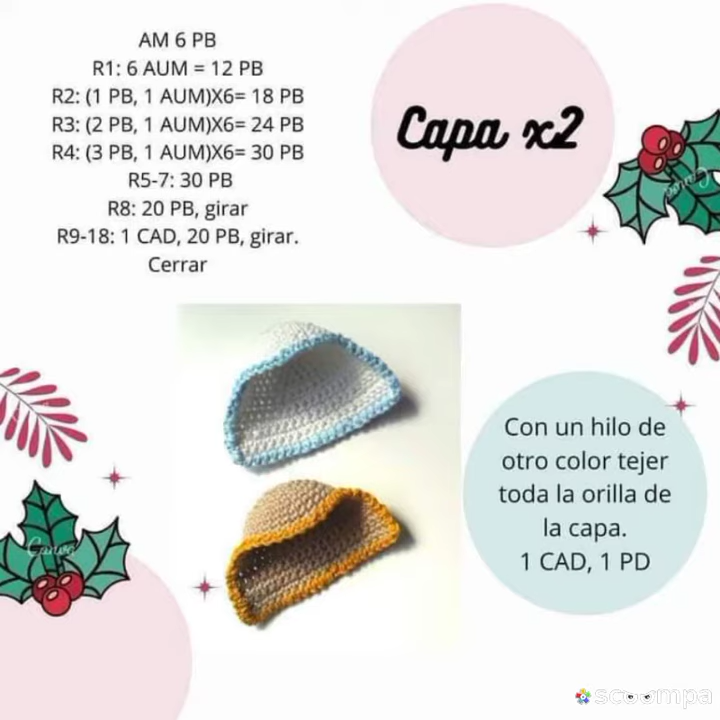 AM 6 PB
R1: 6 AUM = 12 PB
R2: (1 PB, 1 AUM)X6= 18 PB
R3: (2 PB, 1 AUM)X6= 24 PB
R4: (3 PB, 1 AUM)X6= 30 PB
R5-7: 30 PB
R8: 20 PB, girar
R9-18: 1 CAD, 20 PB, girar.
Cerrar
Capa x2
Con un hilo de
otro color tejer
toda la orilla de
la capa.
1 CAD, 1 PD
Canva
scoompa